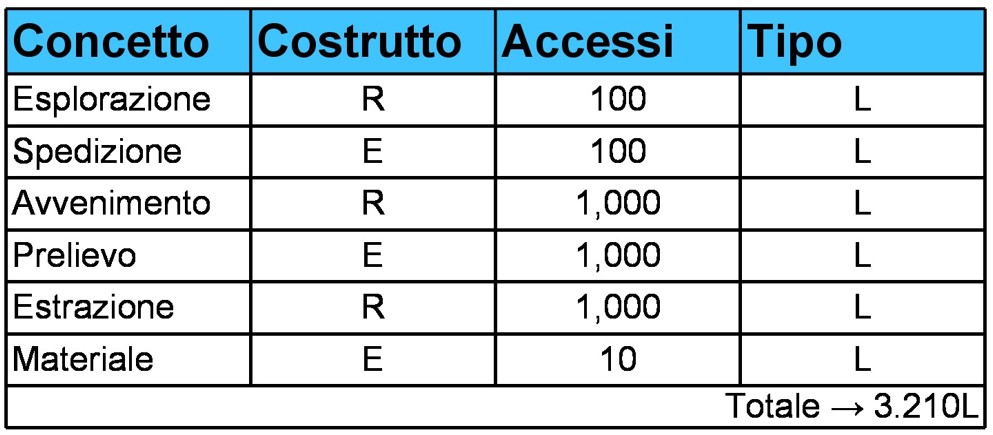 Concetto Costrutto Accessi Tipo
Esplorazione R 100 L
Spedizione E 100 L
Avvenimento R 1,000 L
Prelievo E 1,000 L
Estrazione R 1,000 L
Materiale E 10 L
Totale → 3.210L